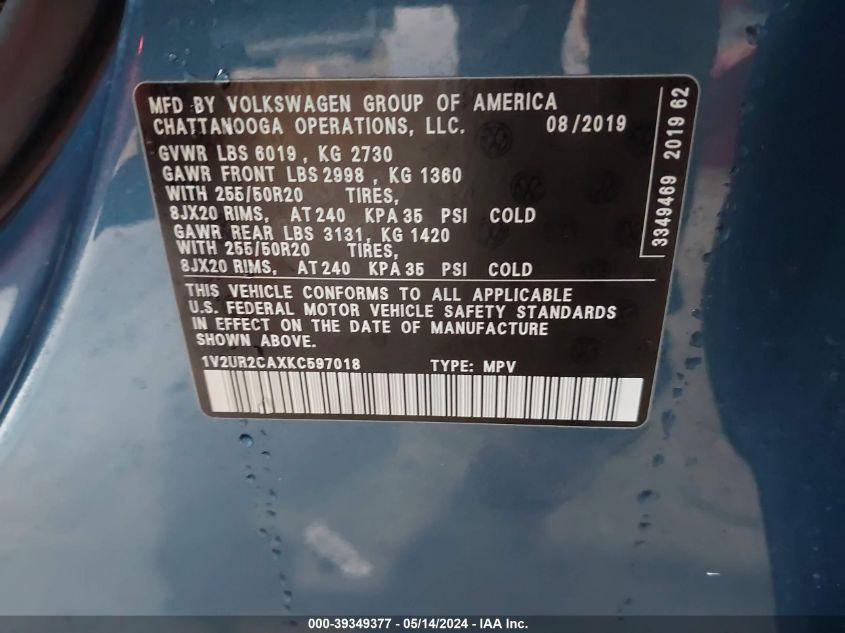 MFD BY VOLKSWAGEN GROUP OF AMERICA
CHATTANOOGA OPERATIONS, LLC. 08/2019
GVWR LBS 6019 , KG 2730
GAWR FRONT LBS 2998 , KG 1360
WITH 255/50R20 TIRES,
8JX20 RIMS, AT 240 KPA 35 PSI COLD
GAWR REAR LBS 3131, KG 1420
WITH 255/50R20 TIRES,
8JX20 RIMS, AT 240 KPA 35 PSI COLD
THIS VEHICLE CONFORMS TO ALL APPLICABLE
U.S. FEDERAL MOTOR VEHICLE SAFETY STANDARDS
IN EFFECT ON THE DATE OF MANUFACTURE
SHOWN ABOVE.
1V2UR2CAXKC597018 TYPE: MPV
3349469 201962
000-39349377 - 05/14/2024 - IAA Inc.